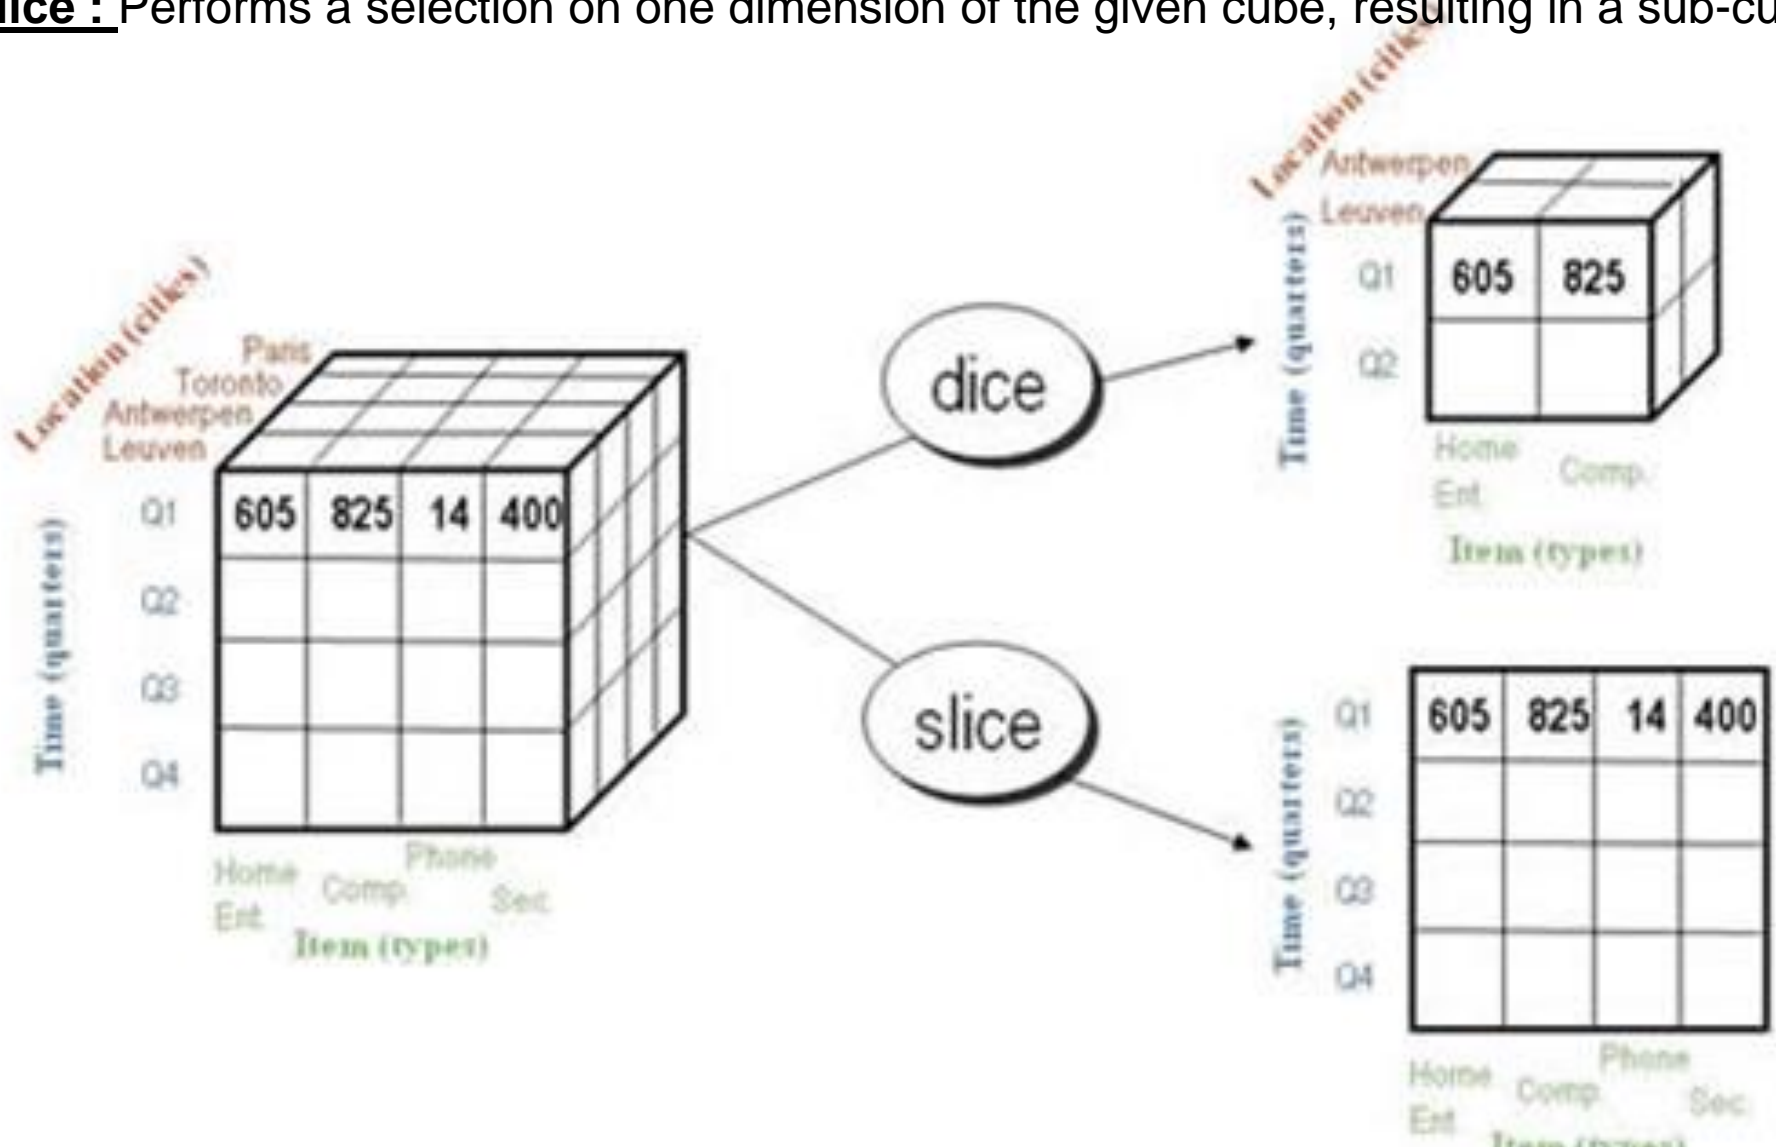 lice : Performs a selection on one dimension of the given cube, resulting in a sub-cu
Location (cities)
Antwerpen
Leuven
Time (quarters)
Q1
605 825
Q2
Home
Ent.
Comp.
Item (types)
dice
Location (cities)
Paris
Toronto
Antwerpen
Leuven
Time (quarters)
Q1
605 825 14 400
Q2
Q3
Q4
Home
Ent.
Comp.
Phone
Sec.
Item (types)
slice
Time (quarters)
Q1
605 825 14 400
Q2
Q3
Q4
Home
Ent.
Comp.
Phone
Sec.
Item (types)